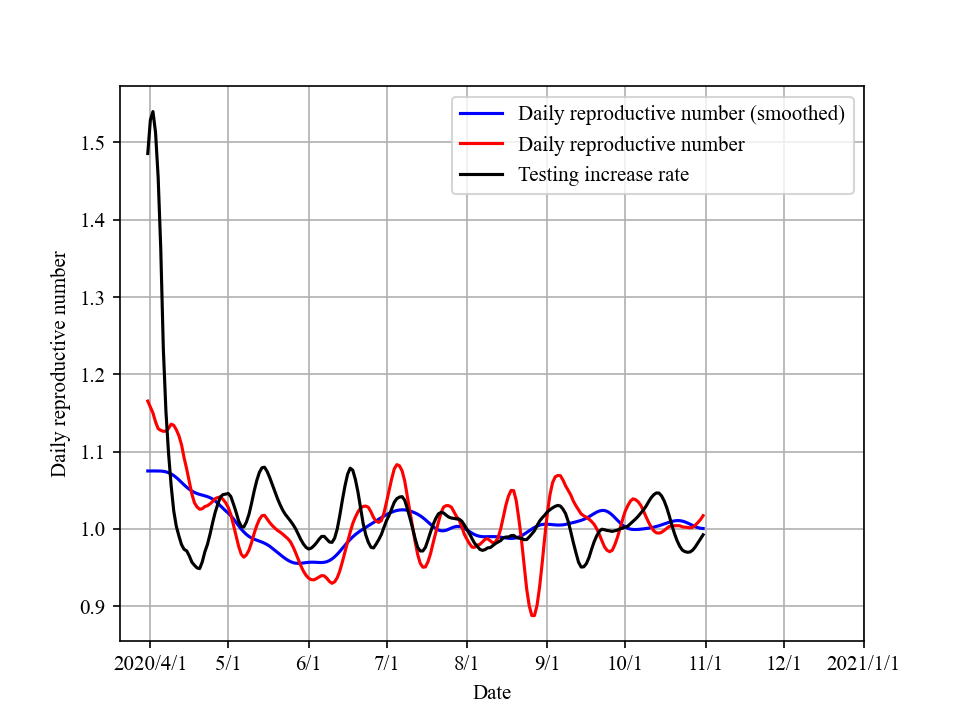 Daily reproductive number (smoothed)
Daily reproductive number
Testing increase rate
Daily reproductive number
1.5
1.4
1.3
1.2
1.1
1.0
0.9
2020/4/1 5/1 6/1 7/1 8/1 9/1 10/1 11/1 12/1 2021/1/1
Date